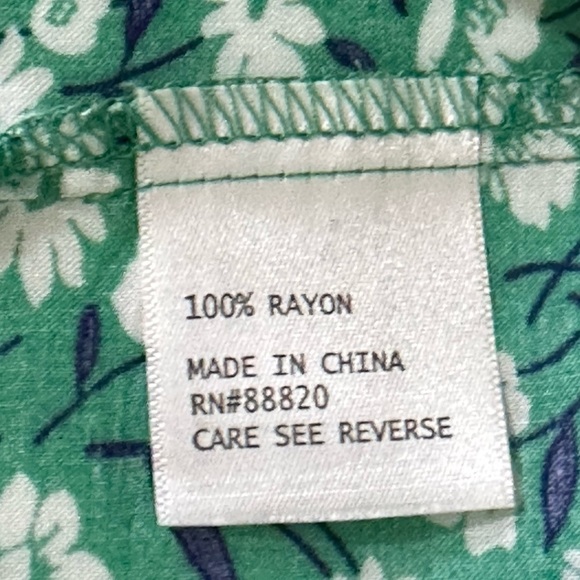 100% RAYON
MADE IN CHINA
RN#88820
CARE SEE REVERSE